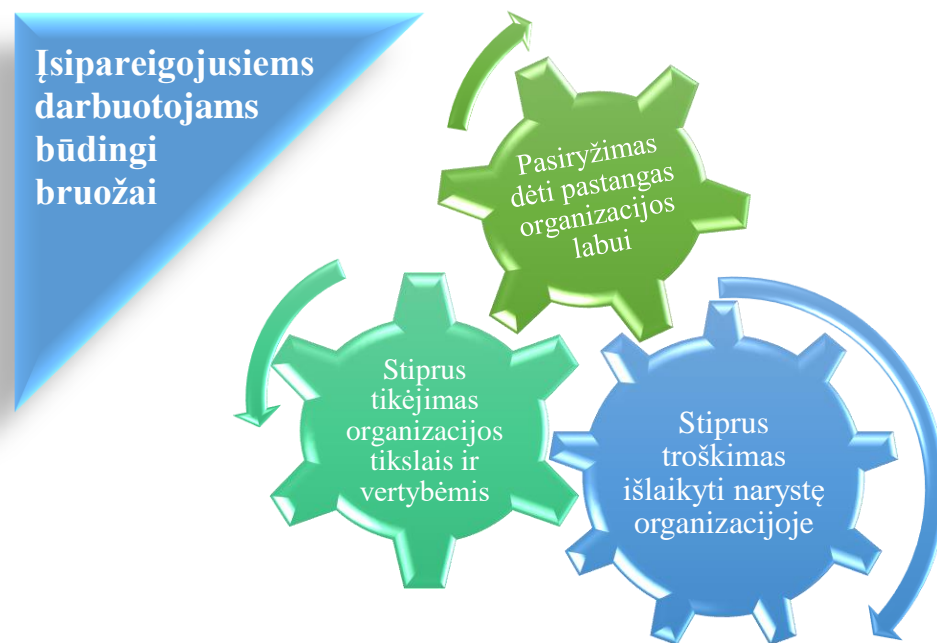 Įsipareigojusiems
darbuotojams
būdingi
bruožai
Pasiryžimas
dėti pastangas
organizacijos
labui
Stiprus
tikėjimas
organizacijos
tikslais ir
vertybėmis
Stiprus
troškimas
išlaikyti narystę
organizacijoje